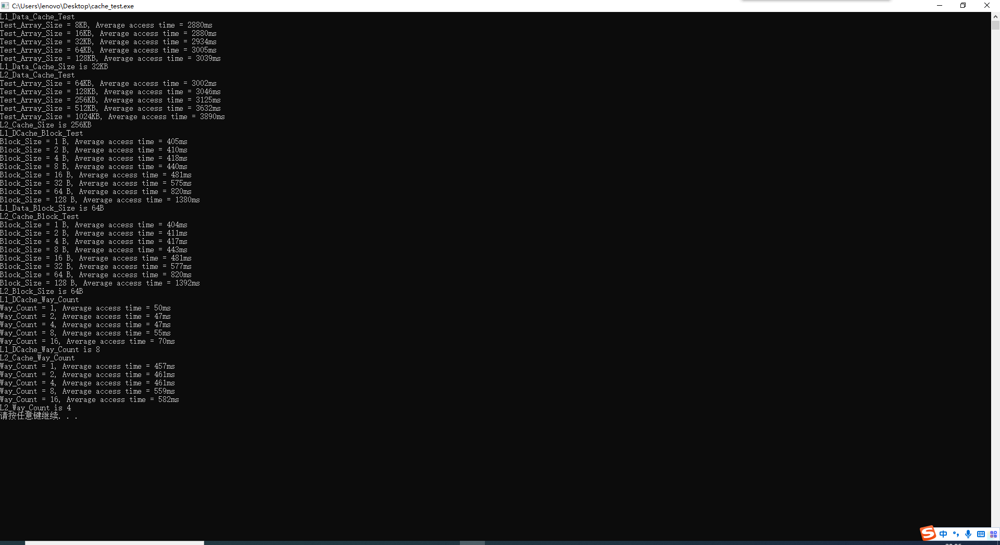 C:\Users\lenovo\Desktop\cache_test.exe
L1_Data_Cache_Test
Test_Array_Size = 8KB, Average access time = 2880ms
Test_Array_Size = 16KB, Average access time = 2880ms
Test_Array_Size = 32KB, Average access time = 2934ms
Test_Array_Size = 64KB, Average access time = 3005ms
Test_Array_Size = 128KB, Average access time = 3039ms
L1_Data_Cache_Size is 32KB
L2_Data_Cache_Test
Test_Array_Size = 64KB, Average access time = 3002ms
Test_Array_Size = 128KB, Average access time = 3046ms
Test_Array_Size = 256KB, Average access time = 3125ms
Test_Array_Size = 512KB, Average access time = 3632ms
Test_Array_Size = 1024KB, Average access time = 3890ms
L2_Cache_Size is 256KB
L1_DCache_Block_Test
Block_Size = 1 B, Average access time = 405ms
Block_Size = 2 B, Average access time = 410ms
Block_Size = 4 B, Average access time = 418ms
Block_Size = 8 B, Average access time = 440ms
Block_Size = 16 B, Average access time = 481ms
Block_Size = 32 B, Average access time = 575ms
Block_Size = 64 B, Average access time = 820ms
Block_Size = 128 B, Average access time = 1380ms
L1_Data_Block_Size is 64B
L2_Cache_Block_Test
Block_Size = 1 B, Average access time = 404ms
Block_Size = 2 B, Average access time = 411ms
Block_Size = 4 B, Average access time = 417ms
Block_Size = 8 B, Average access time = 443ms
Block_Size = 16 B, Average access time = 481ms
Block_Size = 32 B, Average access time = 577ms
Block_Size = 64 B, Average access time = 820ms
Block_Size = 128 B, Average access time = 1392ms
L2_Block_Size is 64B
L1_DCache_Way_Count
Way_Count = 1, Average access time = 50ms
Way_Count = 2, Average access time = 47ms
Way_Count = 4, Average access time = 47ms
Way_Count = 8, Average access time = 55ms
Way_Count = 16, Average access time = 70ms
L1_DCache_Way_Count is 8
L2_Cache_Way_Count
Way_Count = 1, Average access time = 457ms
Way_Count = 2, Average access time = 461ms
Way_Count = 4, Average access time = 461ms
Way_Count = 8, Average access time = 559ms
Way_Count = 16, Average access time = 582ms
L2_Way_Count is 4
请按任意键继续. . .
中